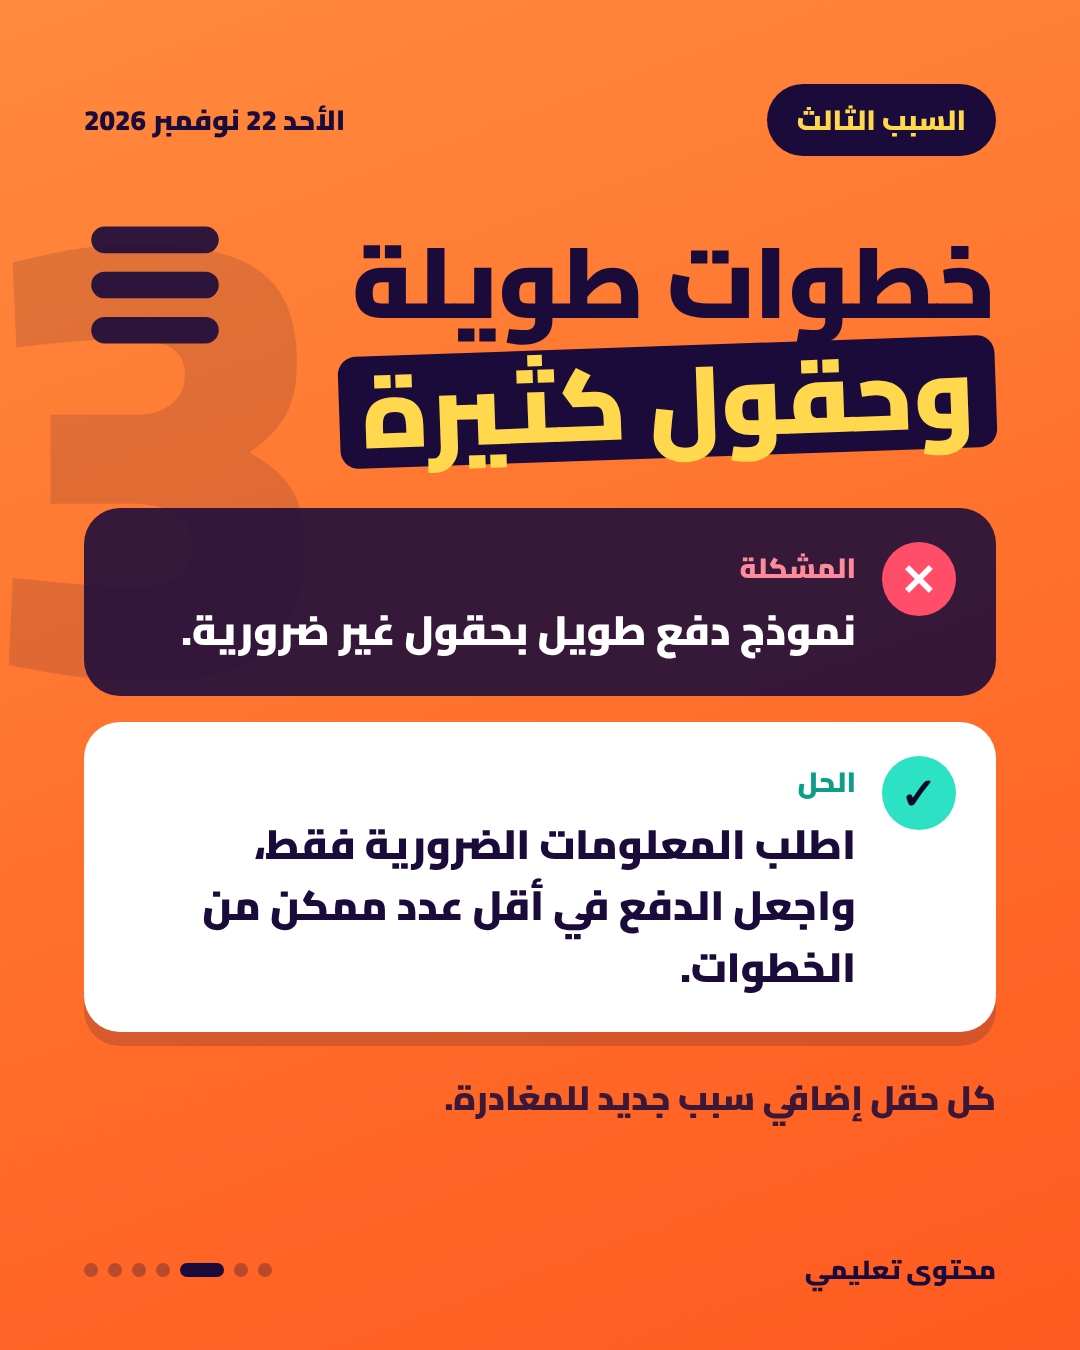 السبب الثالث
الأحد 22 نوفمبر 2026
3
خطوات طويلة
وحقول كثيرة
المشكلة
نموذج دفع طويل بحقول غير ضرورية.
الحل
اطلب المعلومات الضرورية فقط،
واجعل الدفع في أقل عدد ممكن من
الخطوات.
كل حقل إضافي سبب جديد للمغادرة.
محتوى تعليمي